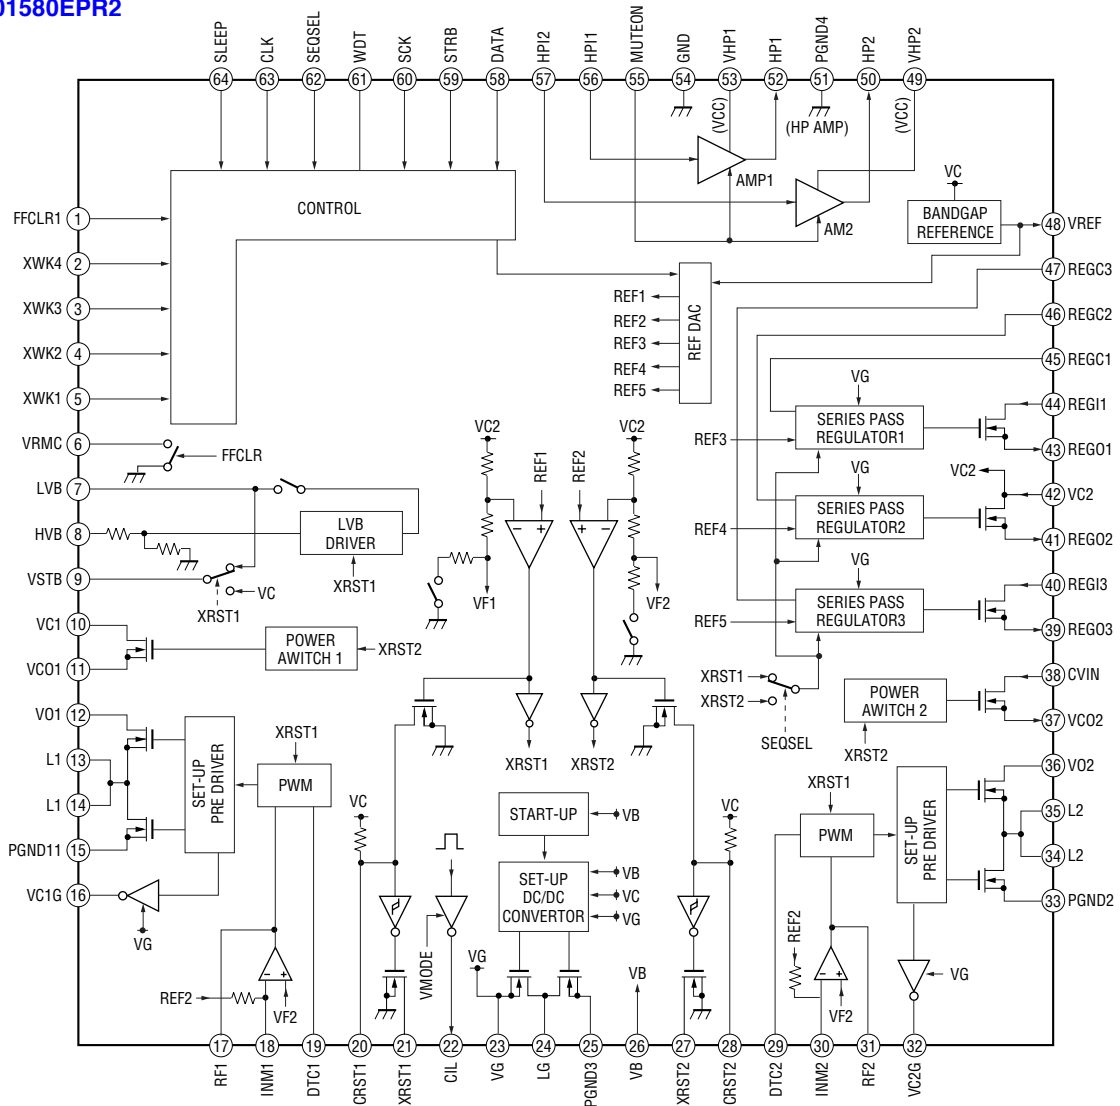 01580EPR2
SLEEP
CLK
SEQSEL
WDT
SCK
STRB
DATA
HPI2
HPI1
MUTEON
GND
VHP1
HP1
PGND4
HP2
VHP2
64
63
62
61
60
59
58
57
56
55
54
53
52
51
50
49
(VCC)
(HP AMP)
(VCC)
AMP1
AM2
CONTROL
VC
BANDGAP
REFERENCE
FFCLR1
1
XWK4
2
XWK3
3
XWK2
4
XWK1
5
VRMC
6
LVB
7
HVB
8
VSTB
9
VC1
10
VCO1
11
VO1
12
L1
13
L1
14
PGND11
15
VC1G
16
48
VREF
47
REGC3
46
REGC2
45
REGC1
44
REGI1
43
REGO1
42
VC2
41
REGO2
40
REGI3
39
REGO3
38
CVIN
37
VCO2
36
VO2
35
L2
34
L2
33
PGND2
REF1
REF2
REF3
REF4
REF5
REF DAC
VG
REF3
SERIES PASS
REGULATOR1
VC2
VG
REF4
SERIES PASS
REGULATOR2
VG
REF5
SERIES PASS
REGULATOR3
FFCLR
LVB
DRIVER
XRST1
XRST1
VC
POWER
AWITCH 1
XRST2
VC2
REF1
REF2
VC2
− +
+ −
VF1
VF2
XRST1
XRST2
XRST1
XRST2
SEQSEL
POWER
AWITCH 2
XRST2
SET-UP
PRE DRIVER
XRST1
PWM
VG
REF2
− +
VF2
VC
VMODE
START-UP
VB
SET-UP
DC/DC
CONVERTOR
VB
VC
VG
VG
VB
VC
XRST1
PWM
SET-UP
PRE DRIVER
REF2
− +
VF2
VG
17
18
19
20
21
22
23
24
25
26
27
28
29
30
31
32
RF1
INM1
DTC1
CRST1
XRST1
CIL
VG
LG
PGND3
VB
XRST2
CRST2
DTC2
INM2
RF2
VC2G